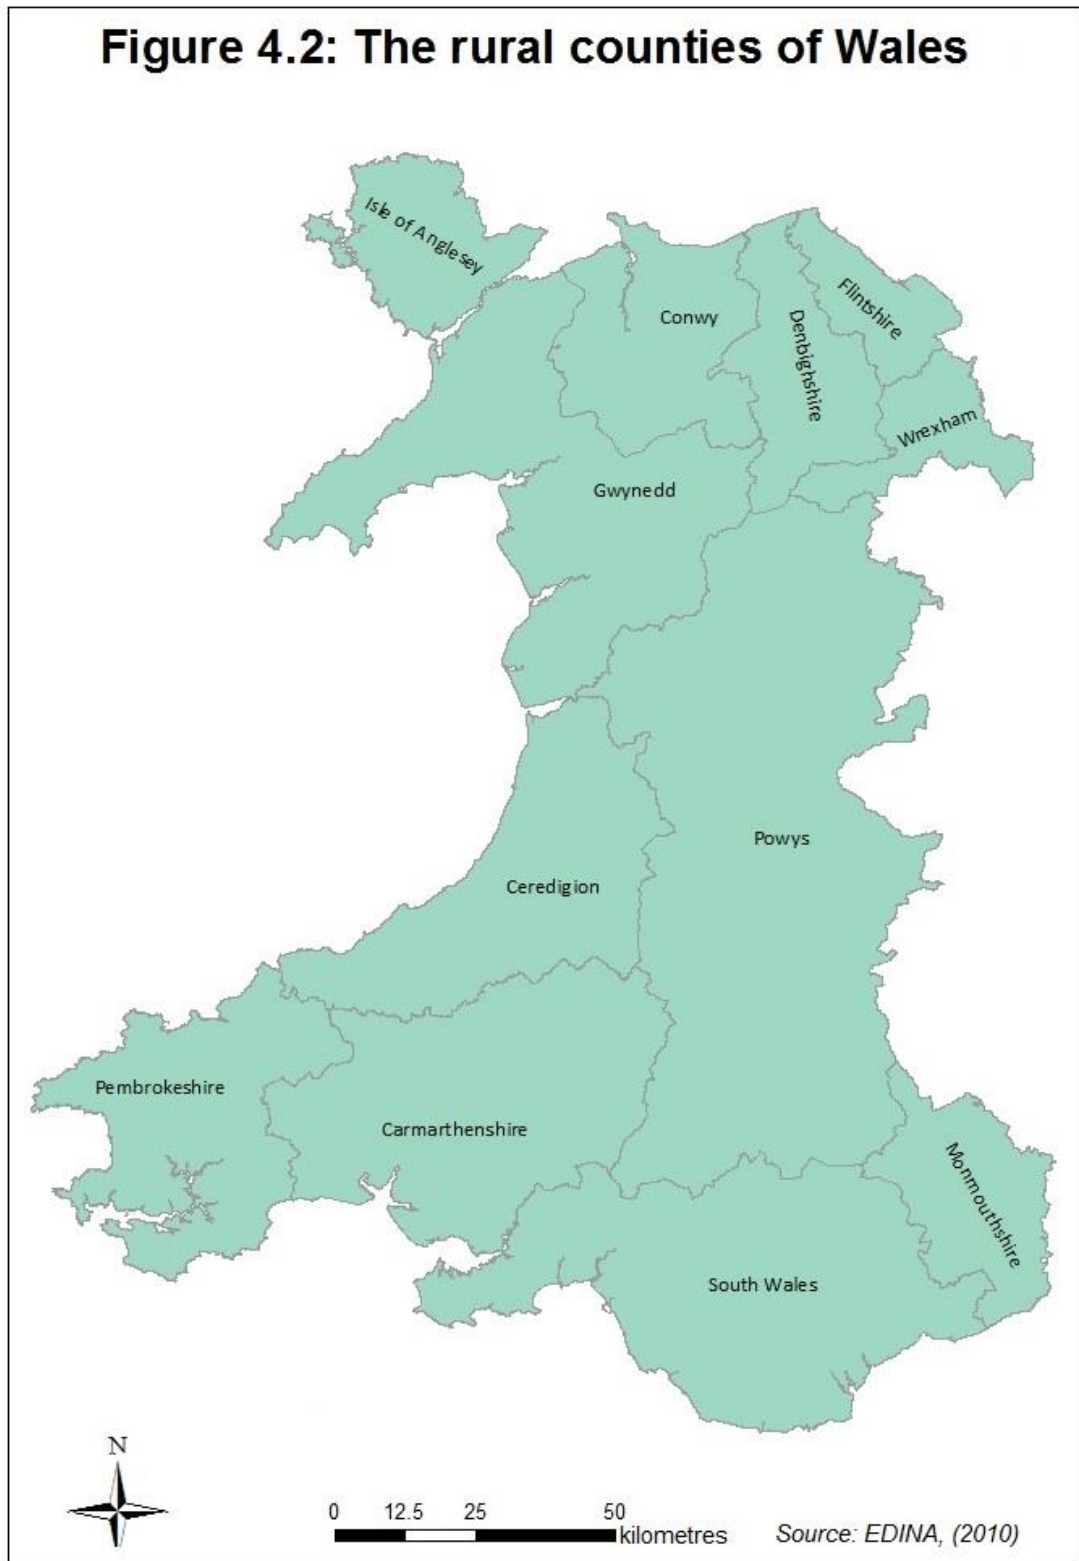 Figure 4.2: The rural counties of Wales
Isle of Anglesey
Conwy
Denbighshire
Flintshire
Wrexham
Gwynedd
Powys
Ceredigion
Pembrokeshire
Carmarthenshire
Monmouthshire
South Wales
N
0 12.5 25 50
kilometres
Source: EDINA, (2010)